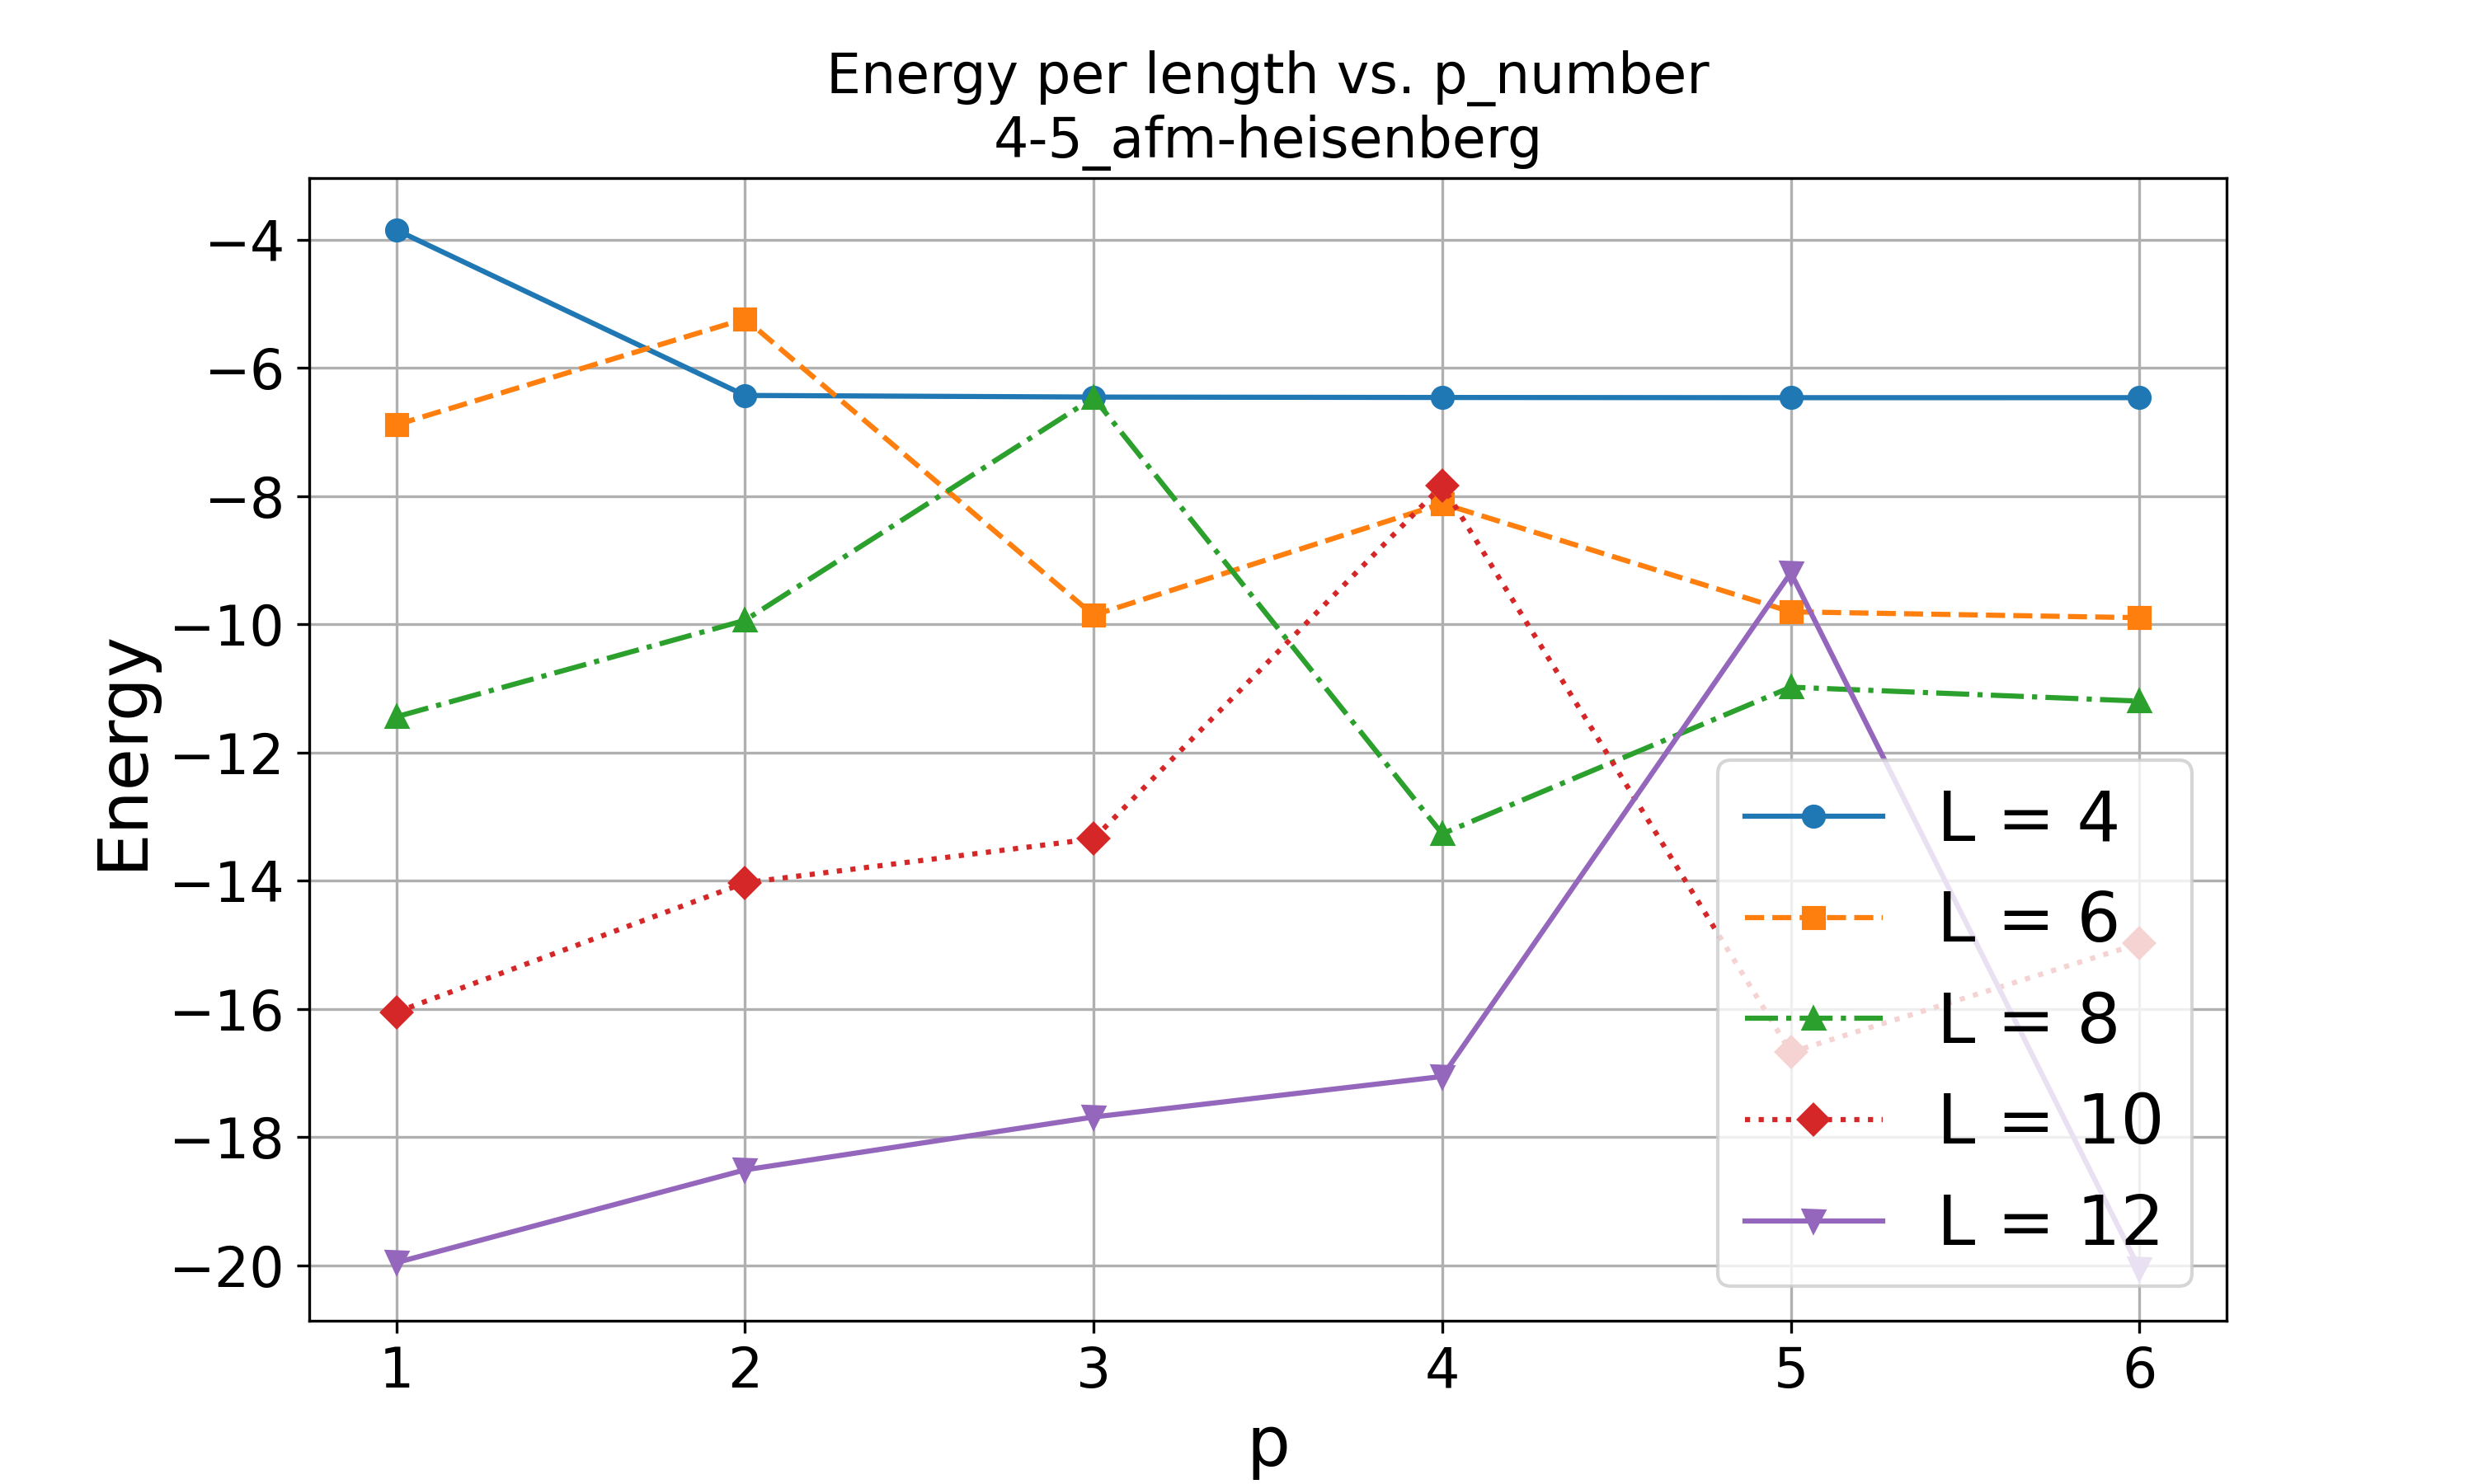 Energy per length vs. p_number
4-5_afm-heisenberg
Energy
−4
−6
−8
−10
−12
−14
−16
−18
−20
L = 4
L = 6
L = 8
L = 10
L = 12
1 2 3 4 5 6
p